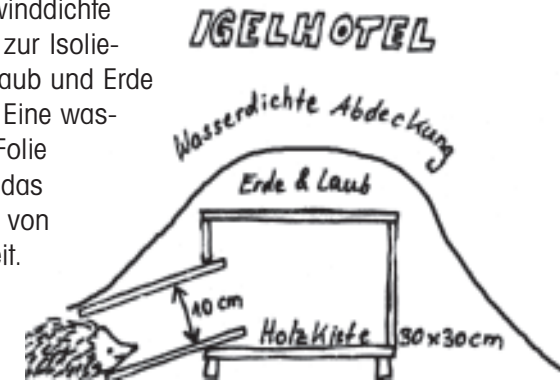 winddichte
zur Isolie-
aub und Erde
Eine was-
Folie
das
von
it.
IGELHOTEL
Wasserdichte Abdeckung
Erde & Laub
10 cm
Holzkiste 30x30cm